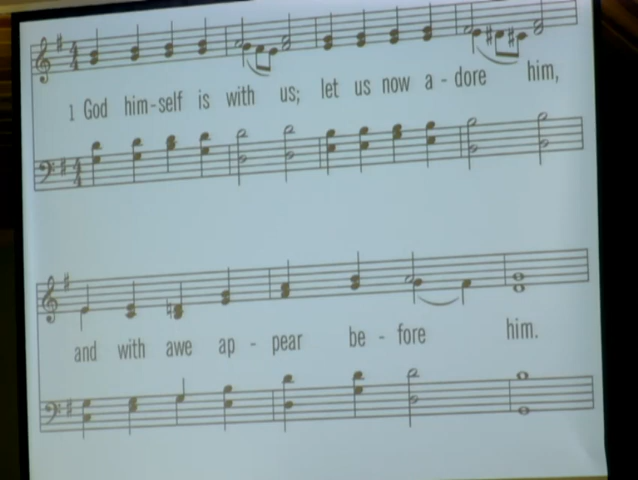 1 God him-self is with us; let us now a - dore him,
and with awe ap - pear be - fore him.